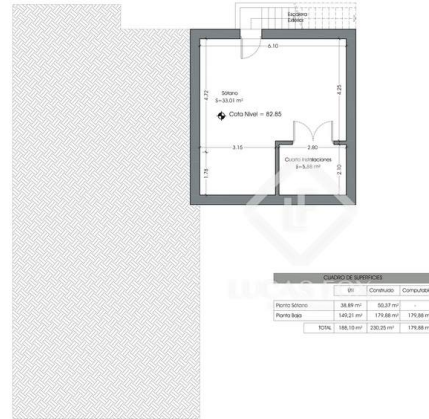 Escalera
Exterior
6.10
4.72
4.25
Sótano
S=33,01 m²
Cota Nivel = 82.85
3.15
2.80
Cuarto Instalaciones
S=5,88 m²
1.78
2.10
LF
CUADRO DE SUPERFICIES
Útil Construida Computable
Planta Sótano 38,89 m² 50,37 m² -
Planta Baja 149,21 m² 179,88 m² 179,88 m²
TOTAL 188,10 m² 230,25 m² 179,88 m²